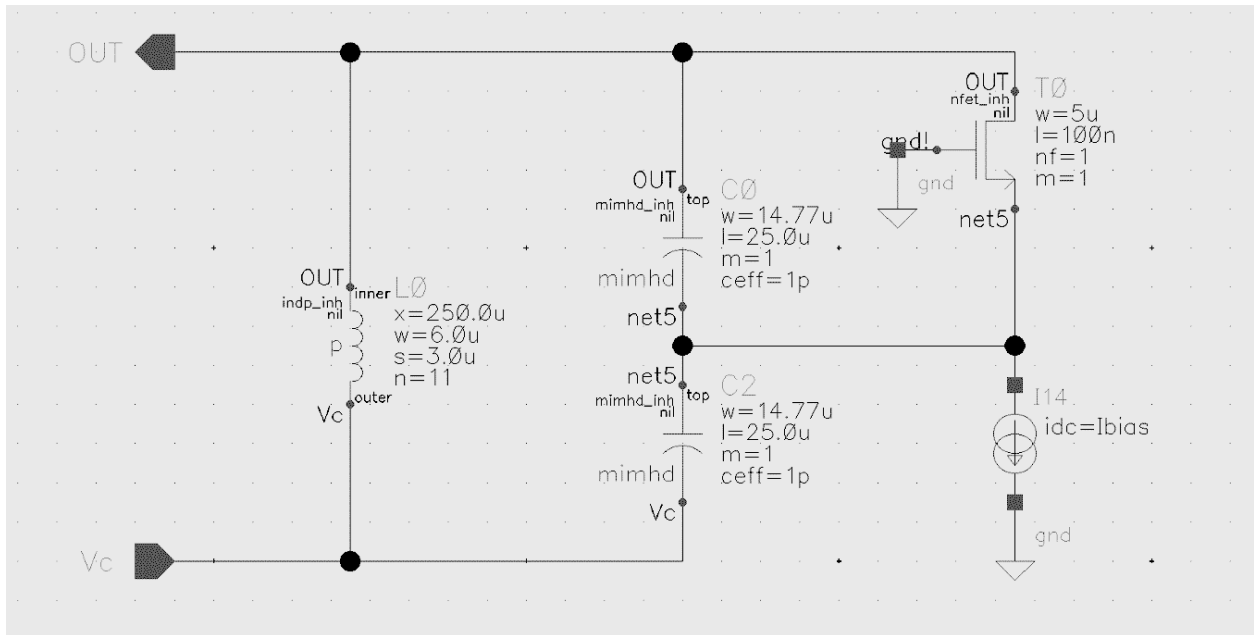 OUT
OUT
nfet_inh
nil
T0
w=5u
l=100n
nf=1
m=1
gnd!
gnd
net5
OUT
mimhd_inh
nil
top
C0
w=14.77u
l=25.0u
m=1
ceff=1p
mimhd
net5
OUT
indp_inh
nil
inner
L0
x=250.0u
w=6.0u
s=3.0u
n=11
p
outer
Vc
net5
mimhd_inh
nil
top
C2
w=14.77u
l=25.0u
m=1
ceff=1p
mimhd
Vc
I14
idc=Ibias
gnd
Vc